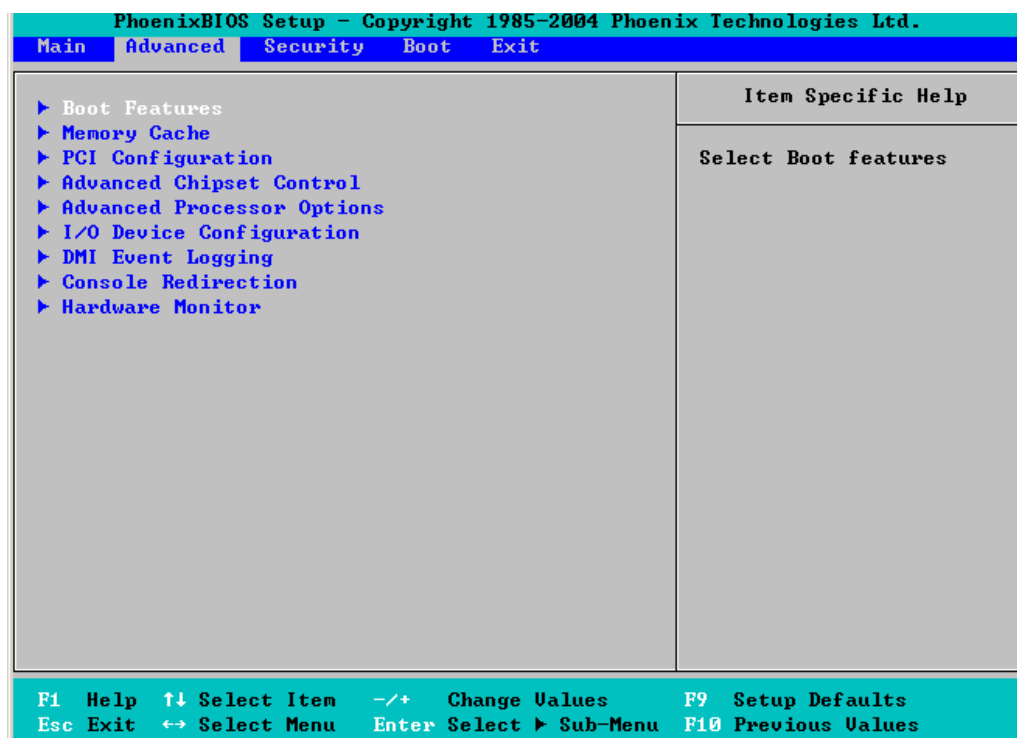 PhoenixBIOS Setup - Copyright 1985-2004 Phoenix Technologies Ltd.
Main Advanced Security Boot Exit
Boot Features
Memory Cache
PCI Configuration
Advanced Chipset Control
Advanced Processor Options
I/O Device Configuration
DMI Event Logging
Console Redirection
Hardware Monitor
Item Specific Help
Select Boot features
F1 Help ↑↓ Select Item -/+ Change Values F9 Setup Defaults
Esc Exit ↔ Select Menu Enter Select ▶ Sub-Menu F10 Previous Values